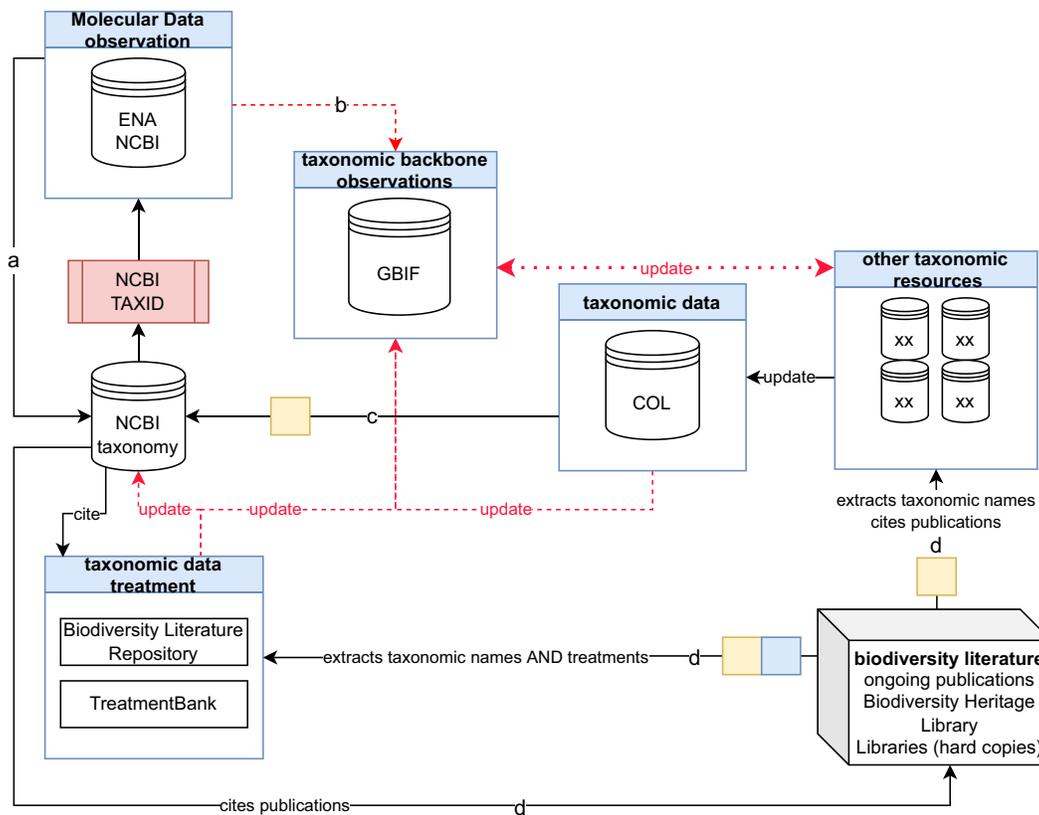 Molecular Data
observation
ENA
NCBI
b
taxonomic backbone
observations
GBIF
a
NCBI
TAXID
update
other taxonomic
resources
xx
xx
xx
xx
taxonomic data
COL
update
NCBI
taxonomy
c
update
update
update
cite
extracts taxonomic names
cites publications
d
taxonomic data
treatment
Biodiversity Literature
Repository
TreatmentBank
extracts taxonomic names AND treatments
d
biodiversity literature
ongoing publications
Biodiversity Heritage
Library
Libraries (hard copies)
cites publications
d